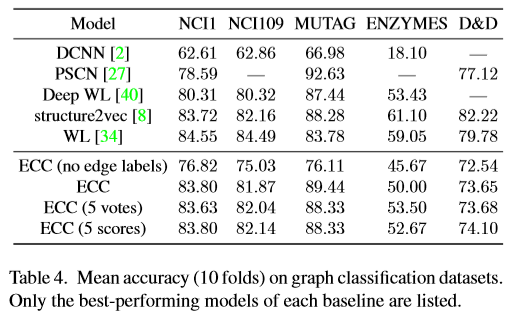 Model NCI1 NCI109 MUTAG ENZYMES D&D
DCNN [2] 62.61 62.86 66.98 18.10 —
PSCN [27] 78.59 — 92.63 — 77.12
Deep WL [40] 80.31 80.32 87.44 53.43 —
structure2vec [8] 83.72 82.16 88.28 61.10 82.22
WL [34] 84.55 84.49 83.78 59.05 79.78
ECC (no edge labels) 76.82 75.03 76.11 45.67 72.54
ECC 83.80 81.87 89.44 50.00 73.65
ECC (5 votes) 83.63 82.04 88.33 53.50 73.68
ECC (5 scores) 83.80 82.14 88.33 52.67 74.10
Table 4. Mean accuracy (10 folds) on graph classification datasets.
Only the best-performing models of each baseline are listed.